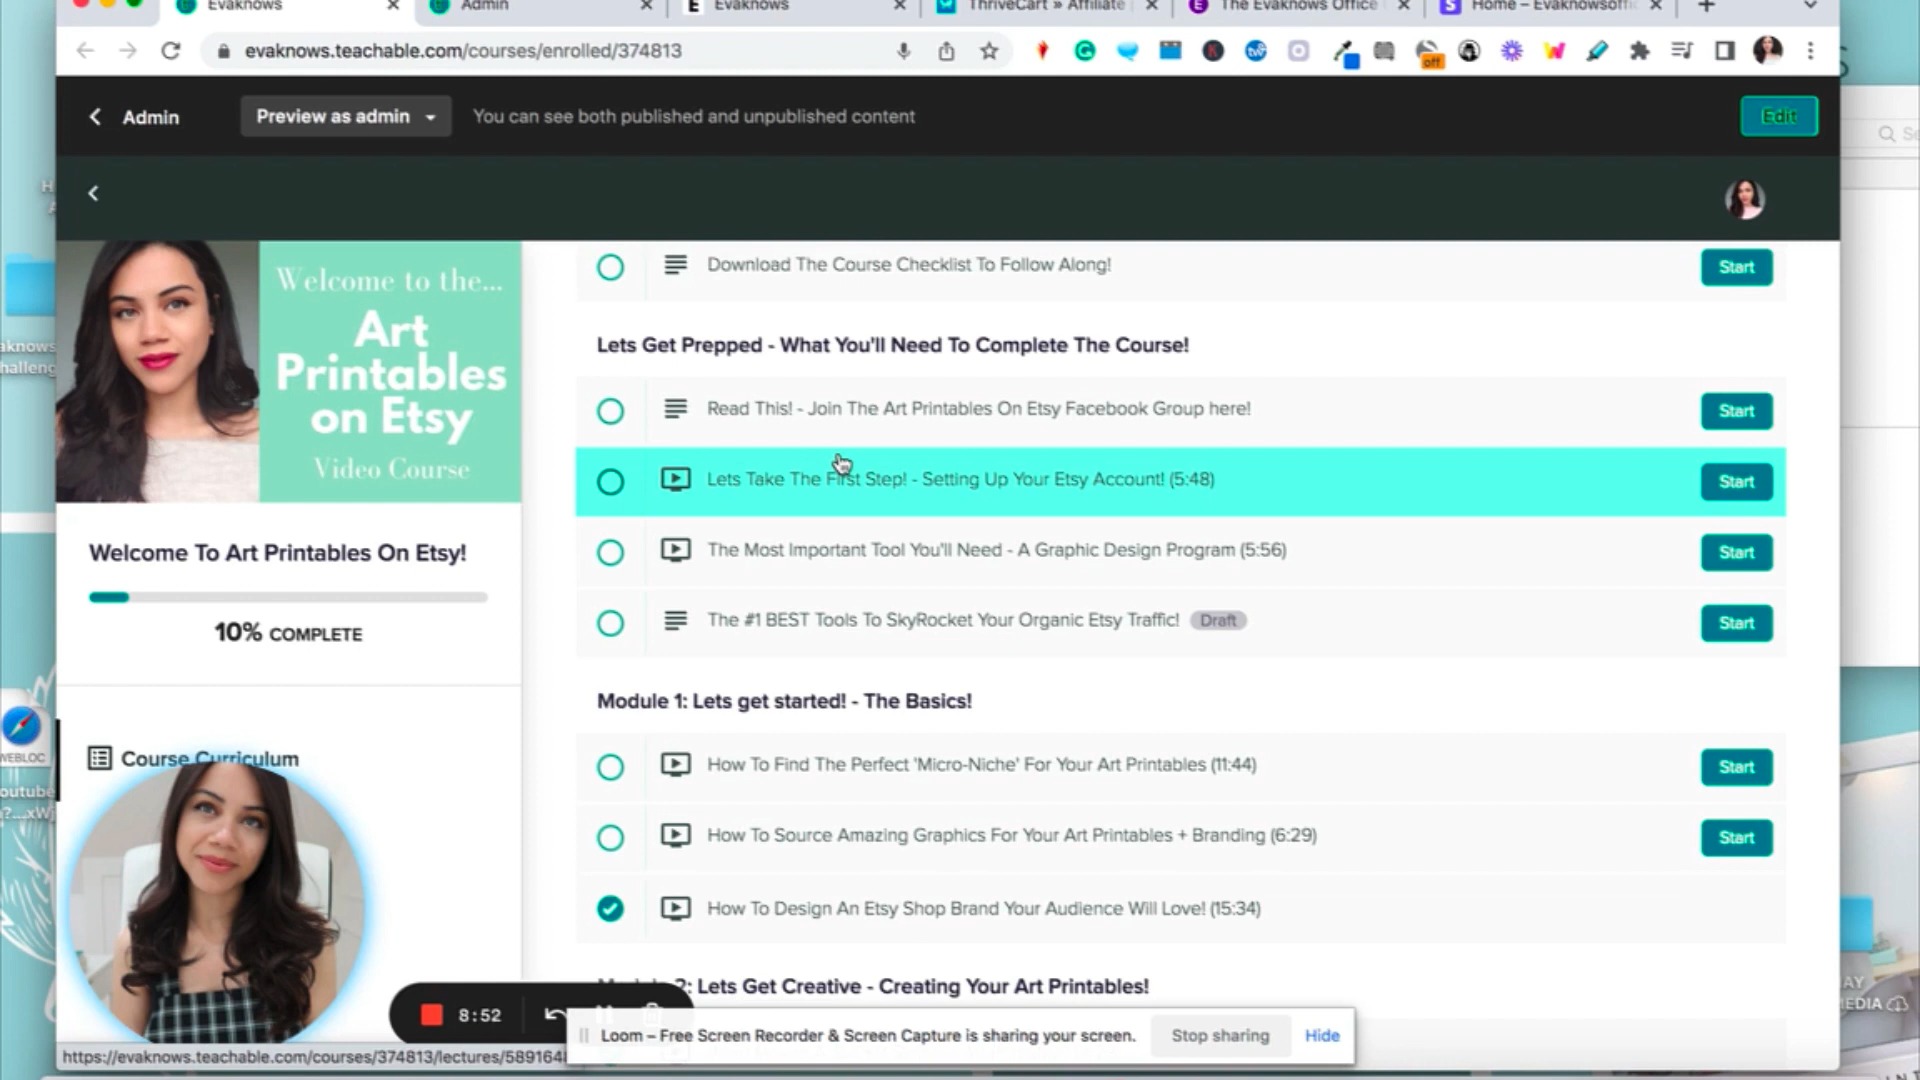 Evaknows
Admin
Evaknows
ThriveCart » Affiliate
The Evaknows Office
Home – Evaknowsoffi
evaknows.teachable.com/courses/enrolled/374813
off
Admin
Preview as admin
You can see both published and unpublished content
Edit
Welcome to the...
Art
Printables
on Etsy
Video Course
Welcome To Art Printables On Etsy!
10% COMPLETE
Course Curriculum
Download The Course Checklist To Follow Along!
Start
Lets Get Prepped - What You'll Need To Complete The Course!
Read This! - Join The Art Printables On Etsy Facebook Group here!
Start
Lets Take The First Step! - Setting Up Your Etsy Account! (5:48)
Start
The Most Important Tool You'll Need - A Graphic Design Program (5:56)
Start
The #1 BEST Tools To SkyRocket Your Organic Etsy Traffic! Draft
Start
Module 1: Lets get started! - The Basics!
How To Find The Perfect 'Micro-Niche' For Your Art Printables (11:44)
Start
How To Source Amazing Graphics For Your Art Printables + Branding (6:29)
Start
How To Design An Etsy Shop Brand Your Audience Will Love! (15:34)
2: Lets Get Creative - Creating Your Art Printables!
8:52
Loom – Free Screen Recorder & Screen Capture is sharing your screen.
Stop sharing
Hide
https://evaknows.teachable.com/courses/374813/lectures/589164
WEBLOC